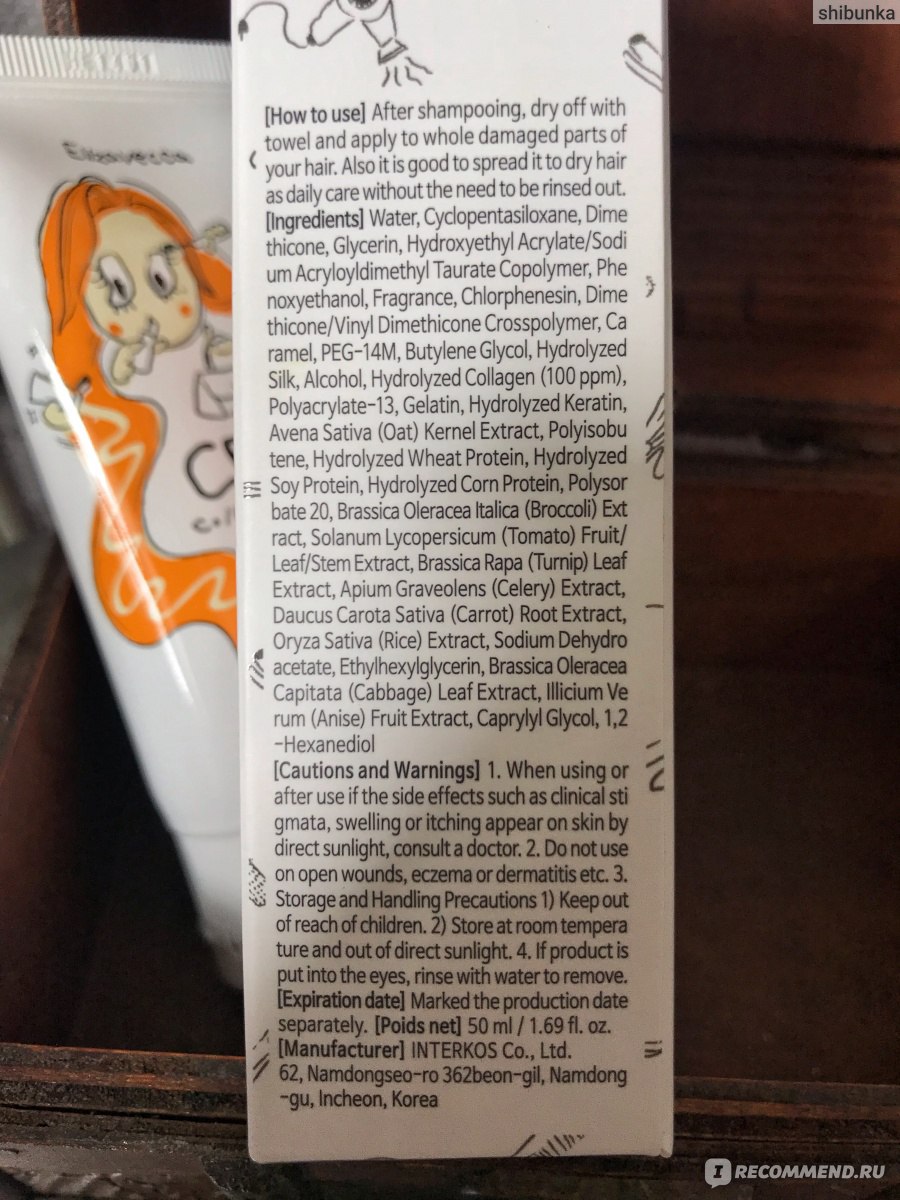 shibunka
Elizavecca
[How to use] After shampooing, dry off with
towel and apply to whole damaged parts of
your hair. Also it is good to spread it to dry hair
as daily care without the need to be rinsed out.
[Ingredients] Water, Cyclopentasiloxane, Dime
thicone, Glycerin, Hydroxyethyl Acrylate/Sodi
um Acryloyldimethyl Taurate Copolymer, Phe
noxyethanol, Fragrance, Chlorphenesin, Dime
thicone/Vinyl Dimethicone Crosspolymer, Ca
ramel, PEG-14M, Butylene Glycol, Hydrolyzed
Silk, Alcohol, Hydrolyzed Collagen (100 ppm),
Polyacrylate-13, Gelatin, Hydrolyzed Keratin,
Avena Sativa (Oat) Kernel Extract, Polyisobu
tene, Hydrolyzed Wheat Protein, Hydrolyzed
Soy Protein, Hydrolyzed Corn Protein, Polysor
bate 20, Brassica Oleracea Italica (Broccoli) Ext
ract, Solanum Lycopersicum (Tomato) Fruit/
Leaf/Stem Extract, Brassica Rapa (Turnip) Leaf
Extract, Apium Graveolens (Celery) Extract,
Daucus Carota Sativa (Carrot) Root Extract,
Oryza Sativa (Rice) Extract, Sodium Dehydro
acetate, Ethylhexylglycerin, Brassica Oleracea
Capitata (Cabbage) Leaf Extract, Illicium Ve
rum (Anise) Fruit Extract, Caprylyl Glycol, 1,2
-Hexanediol
[Cautions and Warnings] 1. When using or
after use if the side effects such as clinical sti
gmata, swelling or itching appear on skin by
direct sunlight, consult a doctor. 2. Do not use
on open wounds, eczema or dermatitis etc. 3.
Storage and Handling Precautions 1) Keep out
of reach of children. 2) Store at room tempera
ture and out of direct sunlight. 4. If product is
put into the eyes, rinse with water to remove.
[Expiration date] Marked the production date
separately. [Poids net] 50 ml / 1.69 fl. oz.
[Manufacturer] INTERKOS Co., Ltd.
62, Namdongseo-ro 362beon-gil, Namdong
-gu, Incheon, Korea
IRECOMMEND.RU